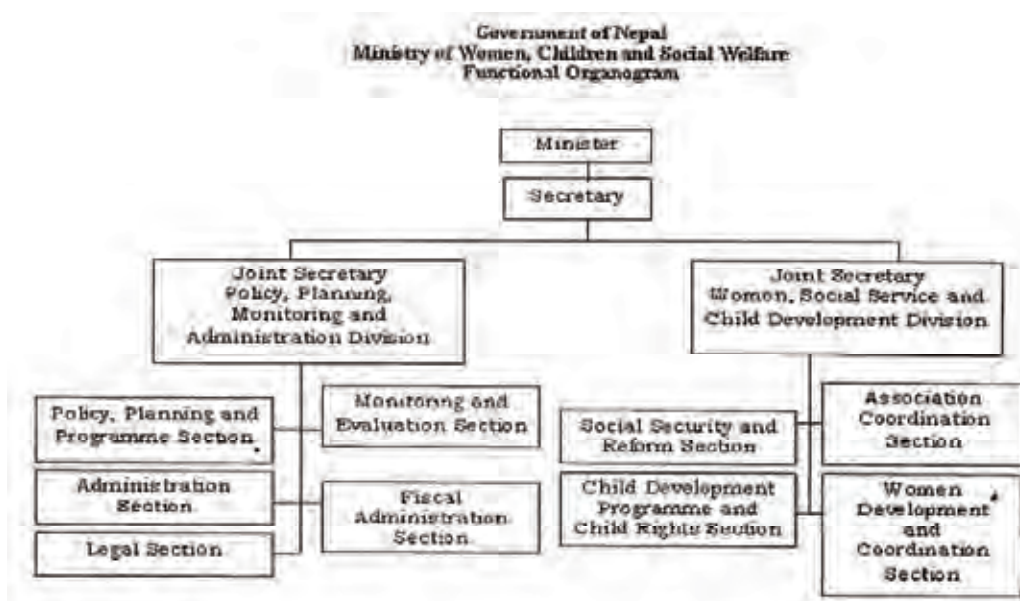 Government of Nepal
Ministry of Women, Children and Social Welfare
Functional Organogram
Minister
Secretary
Joint Secretary
Policy, Planning,
Monitoring and
Administration Division
Joint Secretary
Women, Social Service and
Child Development Division
Policy, Planning and
Programme Section
Monitoring and
Evaluation Section
Administration
Section
Fiscal
Administration
Section
Legal Section
Social Security and
Reform Section
Association
Coordination
Section
Child Development
Programme and
Child Rights Section
Women
Development
and
Coordination
Section